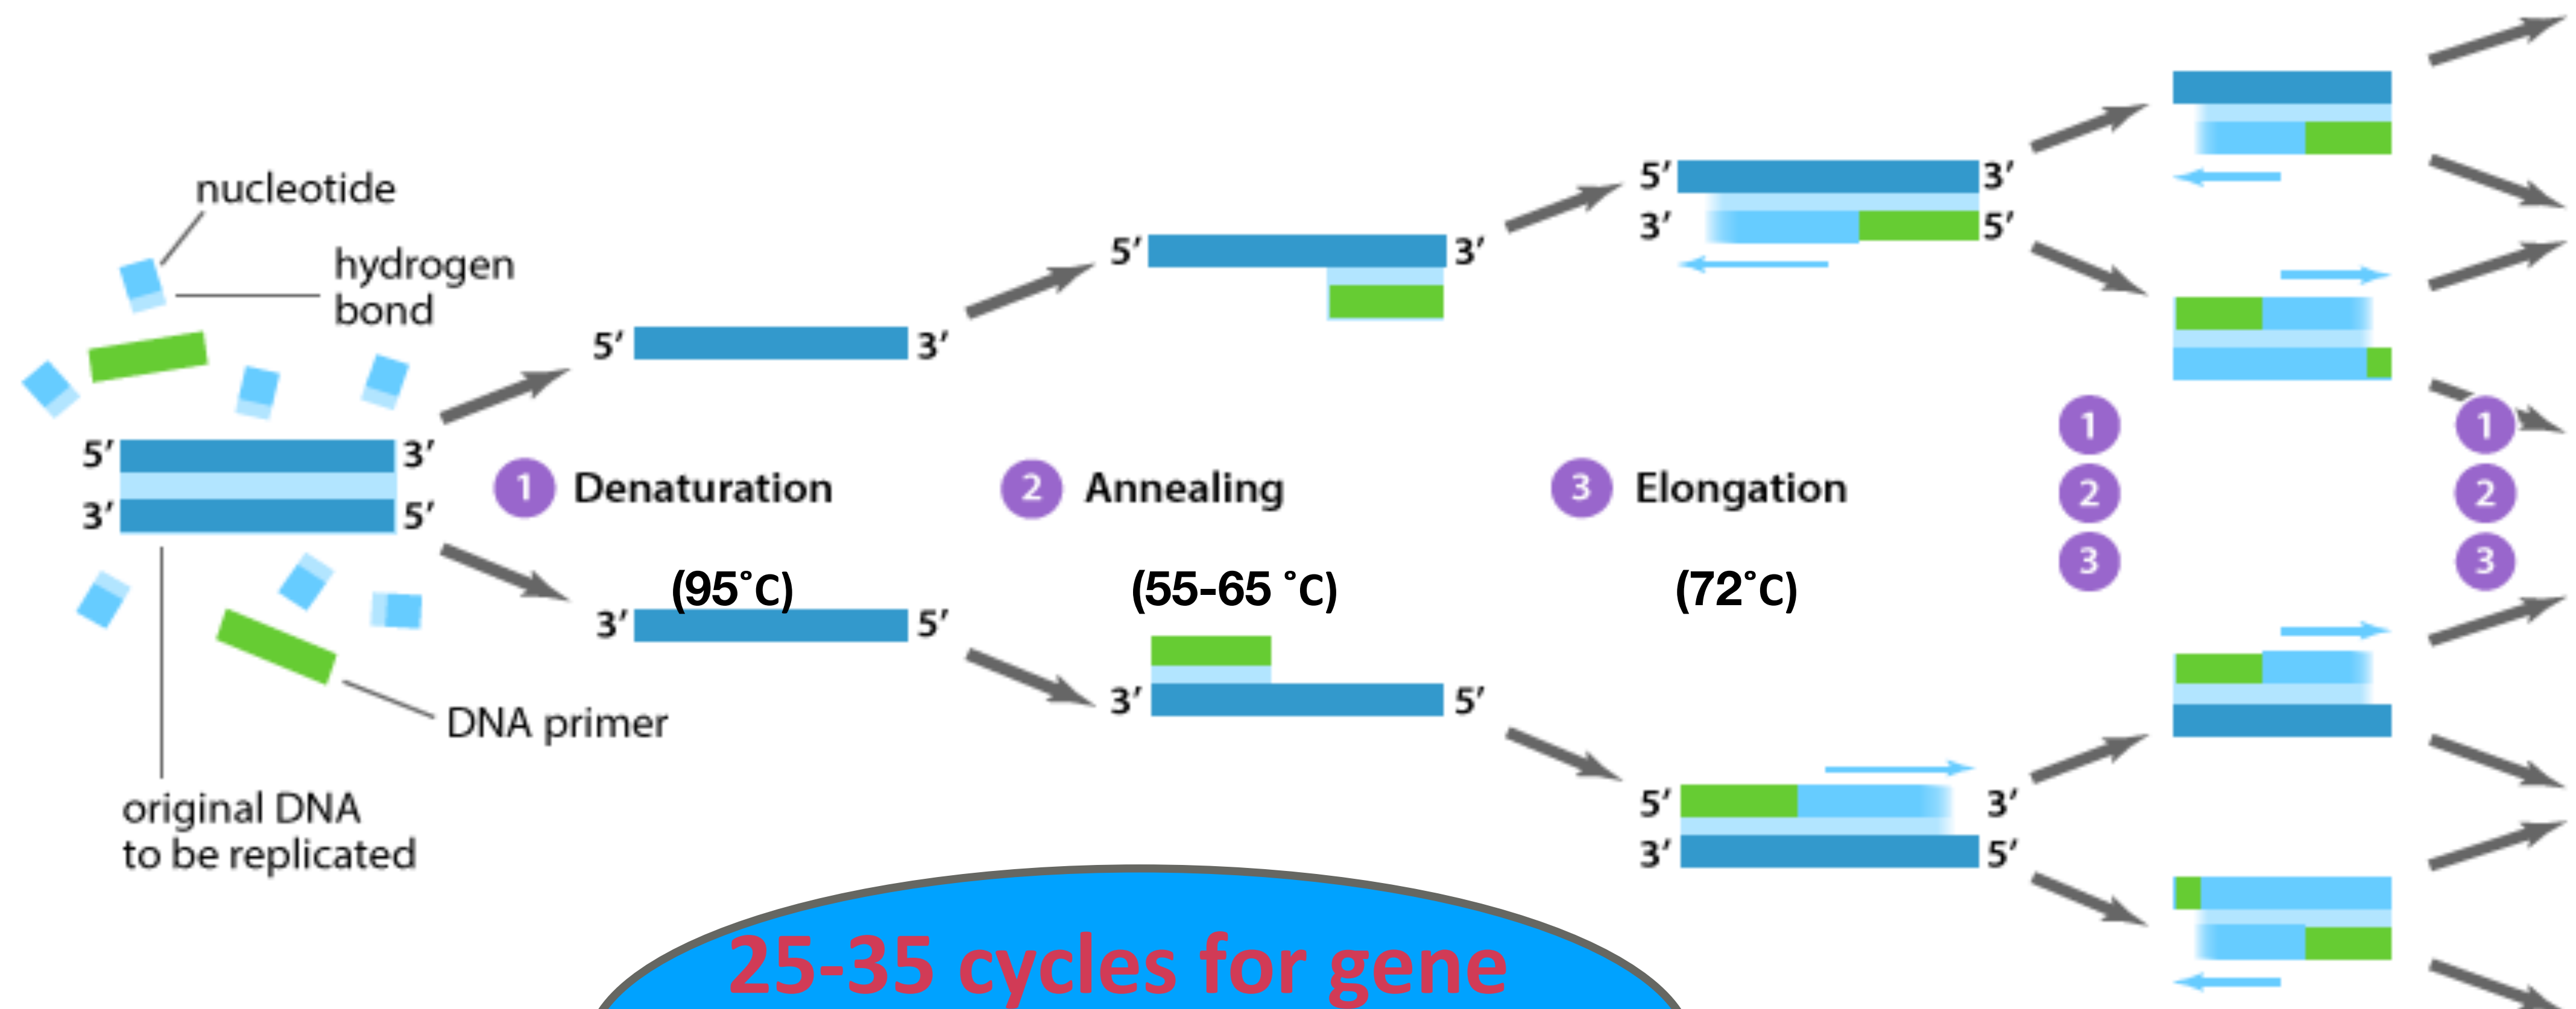 nucleotide
hydrogen
bond
5′ 3′
3′ 5′
DNA primer
original DNA
to be replicated
5′ 3′
1 Denaturation
(95˚C)
3′ 5′
5′ 3′
2 Annealing
(55-65 ˚C)
3′ 5′
5′ 3′
3′ 5′
3 Elongation
(72˚C)
5′ 3′
3′ 5′
1
2
3
1
2
3
25-35 cycles for gene